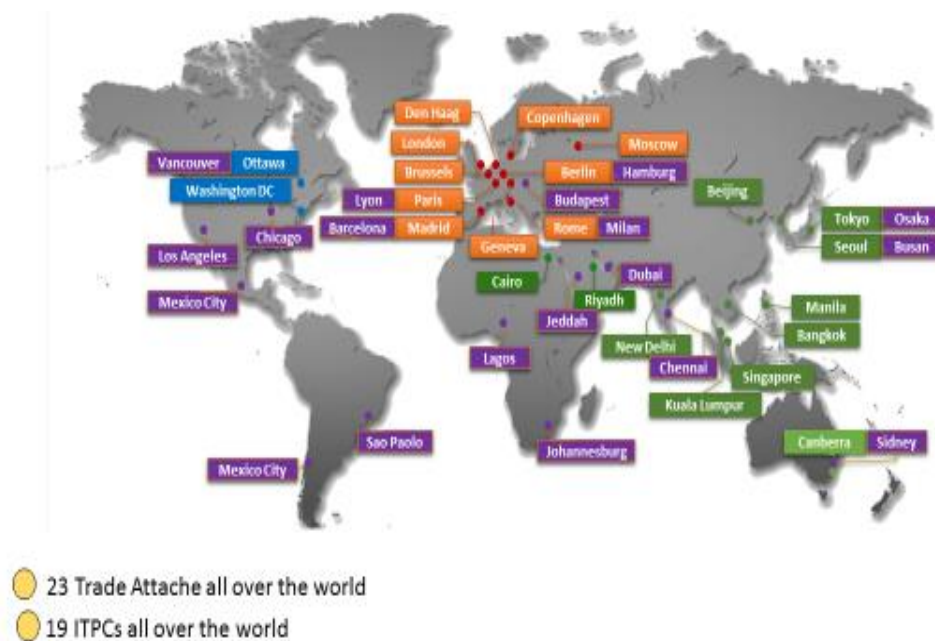 Den Haag
Copenhagen
London
Moscow
Vancouver Ottawa
Brussels
Berlin Hamburg
Washington DC
Beijing
Lyon Paris
Budapest
Tokyo Osaka
Barcelona Madrid
Rome Milan
Chicago
Geneva
Seoul Busan
Los Angeles
Dubai
Cairo
Mexico City
Riyadh
Manila
Jeddah
Bangkok
Lagos
New Delhi
Chennai
Singapore
Kuala Lumpur
Sao Paolo
Canberra Sidney
Johannesburg
Mexico City
23 Trade Attache all over the world
19 ITPCs all over the world